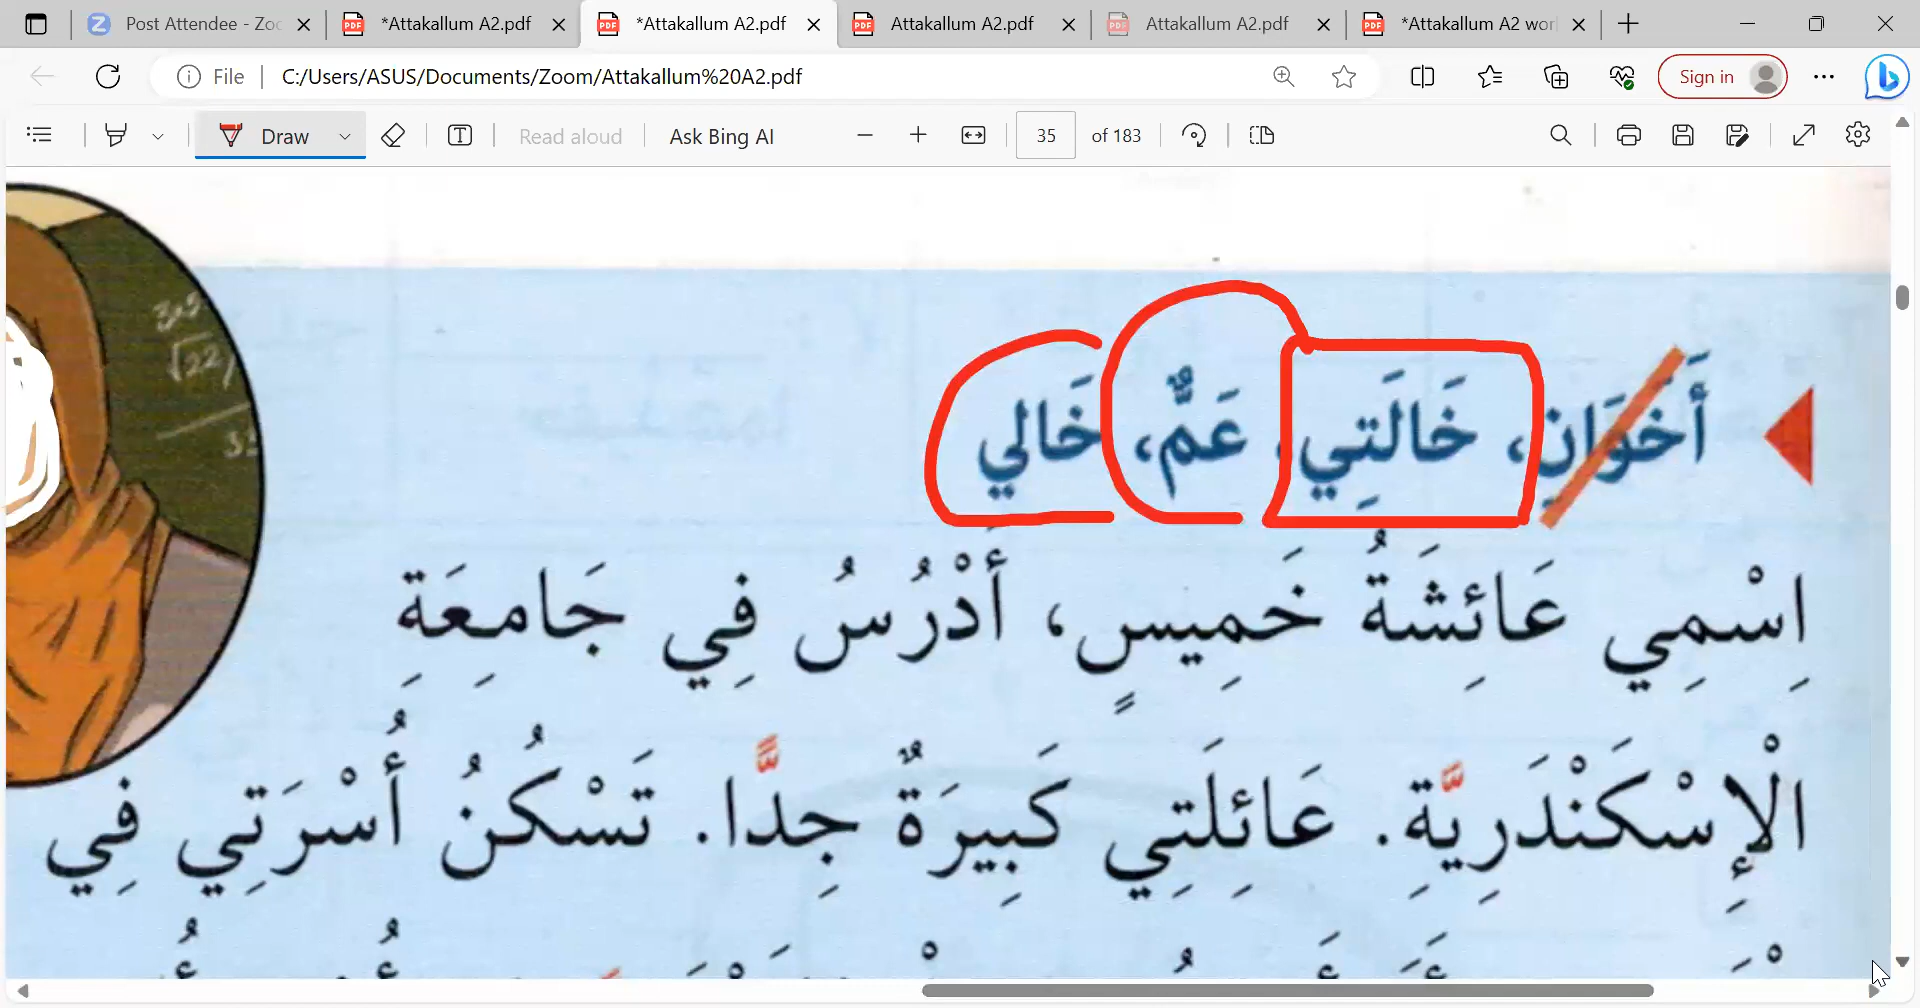 Post Attendee - Zoo
*Attakallum A2.pdf
*Attakallum A2.pdf
Attakallum A2.pdf
Attakallum A2.pdf
*Attakallum A2 wor
File
C:/Users/ASUS/Documents/Zoom/Attakallum%20A2.pdf
Sign in
Draw
Read aloud
Ask Bing AI
35 of 183
أَخَوَانِ، خَالَتِي، عَمٌّ، خَالِي
اِسْمِي عَائِشَةُ خَمِيسٍ، أَدْرُسُ فِي جَامِعَةِ
الْإِسْكَنْدَرِيَّةِ. عَائِلَتِي كَبِيرَةٌ جِدًّا. تَسْكُنُ أُسْرَتِي فِي